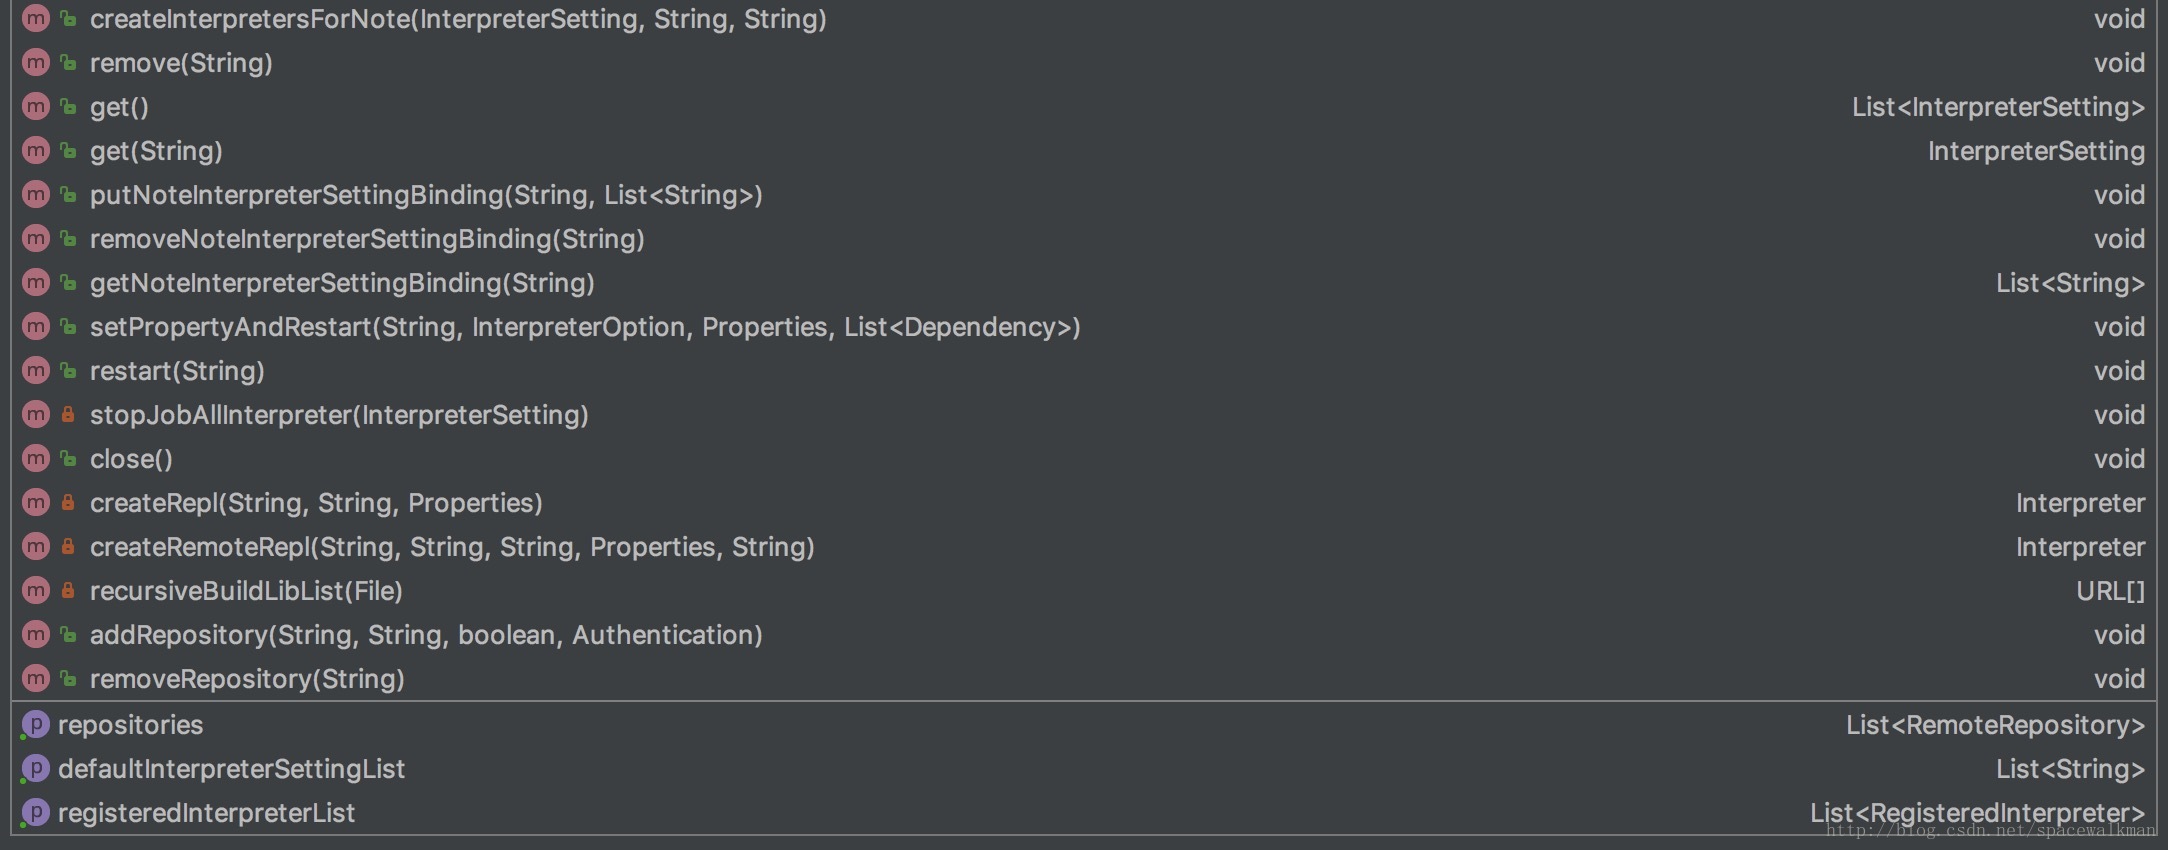 m createInterpretersForNote(InterpreterSetting, String, String) void
m remove(String) void
m get() List<InterpreterSetting>
m get(String) InterpreterSetting
m putNoteInterpreterSettingBinding(String, List<String>) void
m removeNoteInterpreterSettingBinding(String) void
m getNoteInterpreterSettingBinding(String) List<String>
m setPropertyAndRestart(String, InterpreterOption, Properties, List<Dependency>) void
m restart(String) void
m stopJobAllInterpreter(InterpreterSetting) void
m close() void
m createRepl(String, String, Properties) Interpreter
m createRemoteRepl(String, String, String, Properties, String) Interpreter
m recursiveBuildLibList(File) URL[]
m addRepository(String, String, boolean, Authentication) void
m removeRepository(String) void
p repositories List<RemoteRepository>
p defaultInterpreterSettingList List<String>
p registeredInterpreterList List<RegisteredInterpreter>
http://blog.csdn.net/spacewalkman